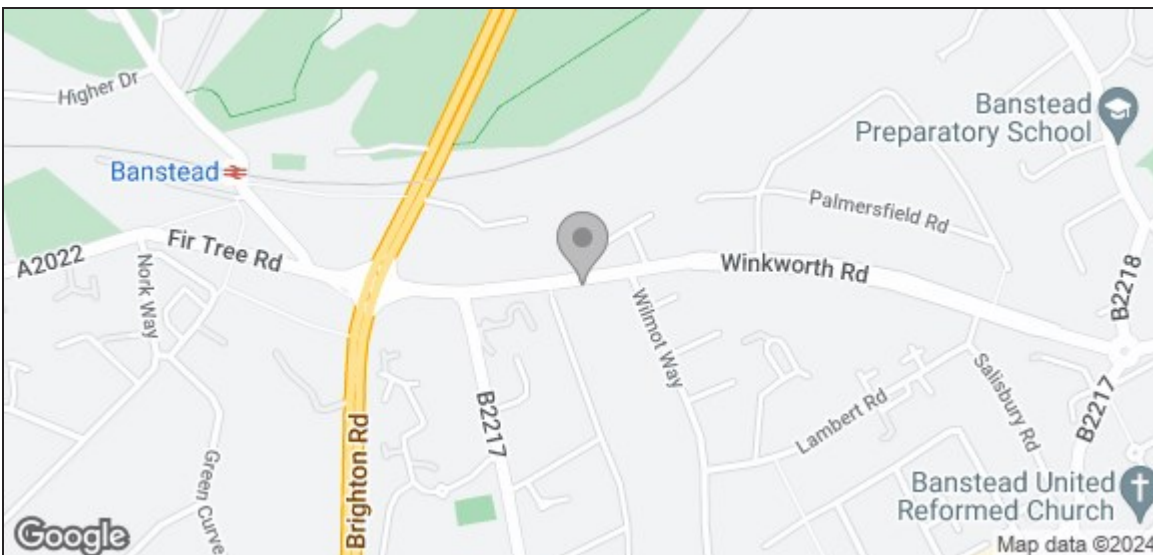 Higher Dr
Banstead
Preparatory School
Banstead
Palmersfield Rd
A2022
Fir Tree Rd
Winkworth Rd
B2218
Nork Way
Wilmot Way
B2217
Lambert Rd
Salisbury Rd
B2217
Green Curve
Brighton Rd
Banstead United
Reformed Church
Google
Map data ©2024